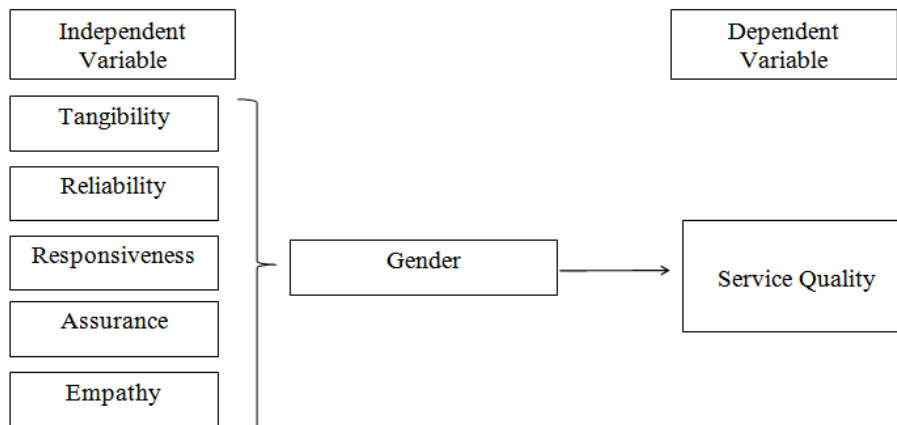 Independent
Variable
Dependent
Variable
Tangibility
Reliability
Responsiveness
Assurance
Empathy
Gender
Service Quality